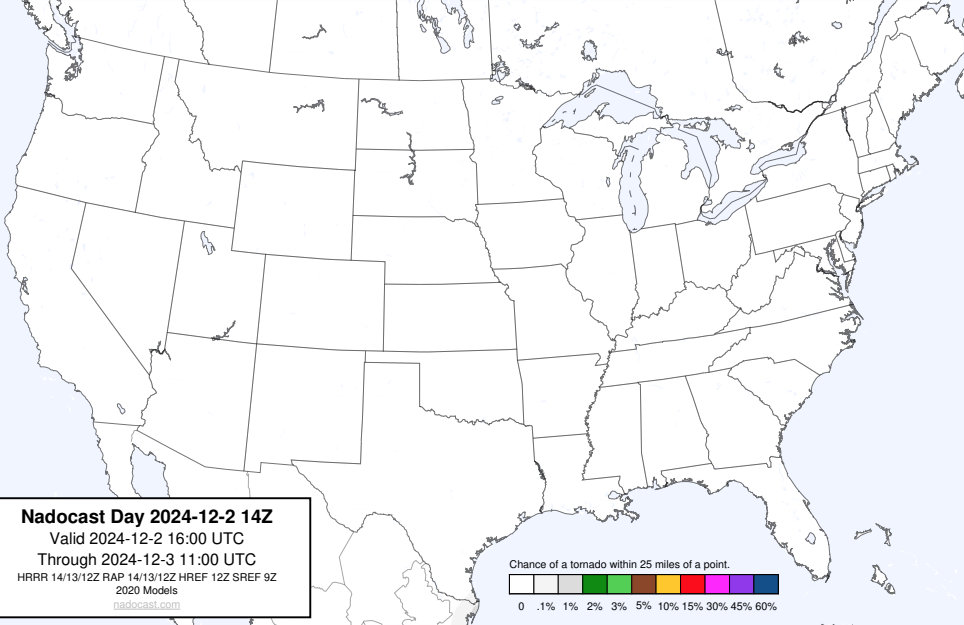 Nadocast Day 2024-12-2 14Z
Valid 2024-12-2 16:00 UTC
Through 2024-12-3 11:00 UTC
HRRR 14/13/12Z RAP 14/13/12Z HREF 12Z SREF 9Z
2020 Models
nadocast.com
Chance of a tornado within 25 miles of a point.
0 .1% 1% 2% 3% 5% 10% 15% 30% 45% 60%